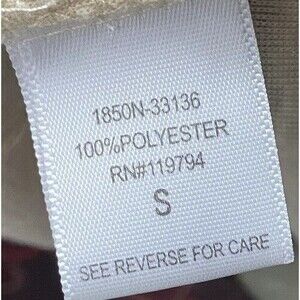 1850N-33136
100%POLYESTER
RN#119794
S
SEE REVERSE FOR CARE